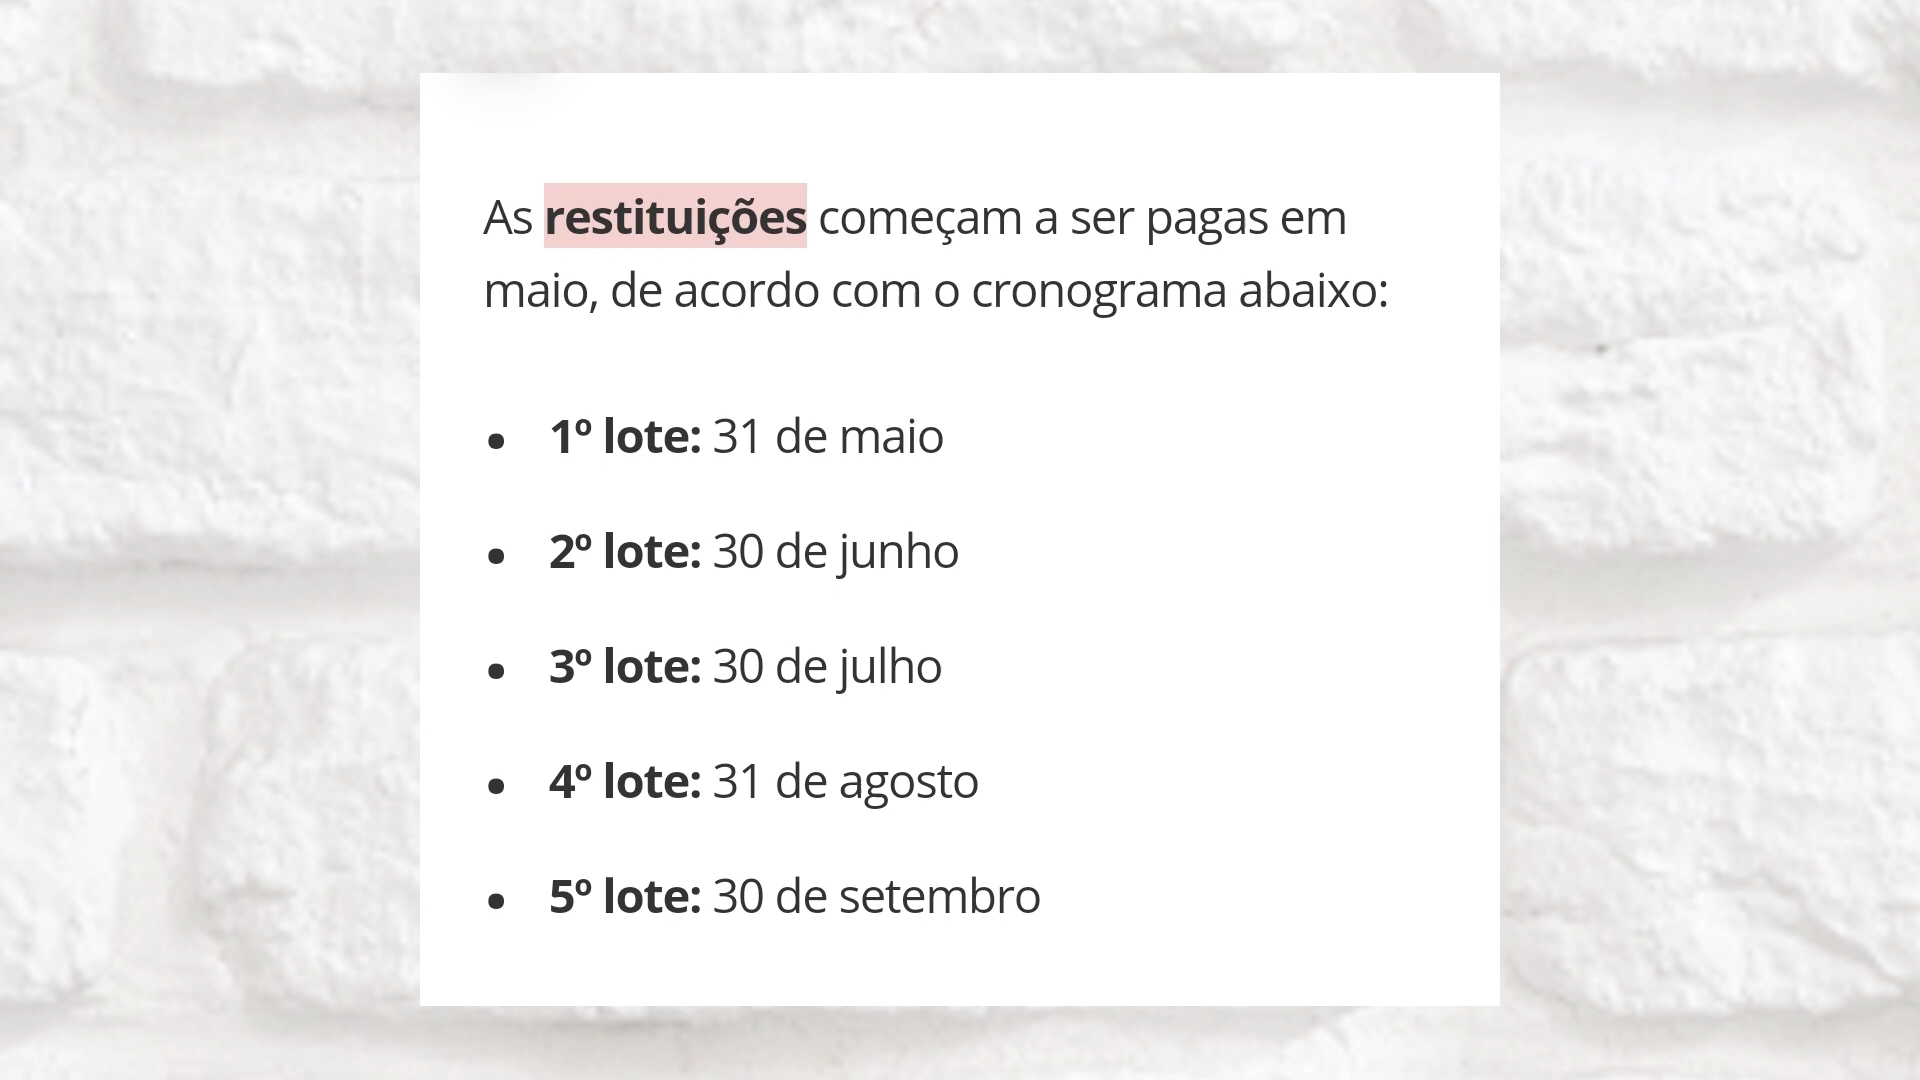 As restituições começam a ser pagas em
maio, de acordo com o cronograma abaixo:
• 1º lote: 31 de maio
• 2º lote: 30 de junho
• 3º lote: 30 de julho
• 4º lote: 31 de agosto
• 5º lote: 30 de setembro